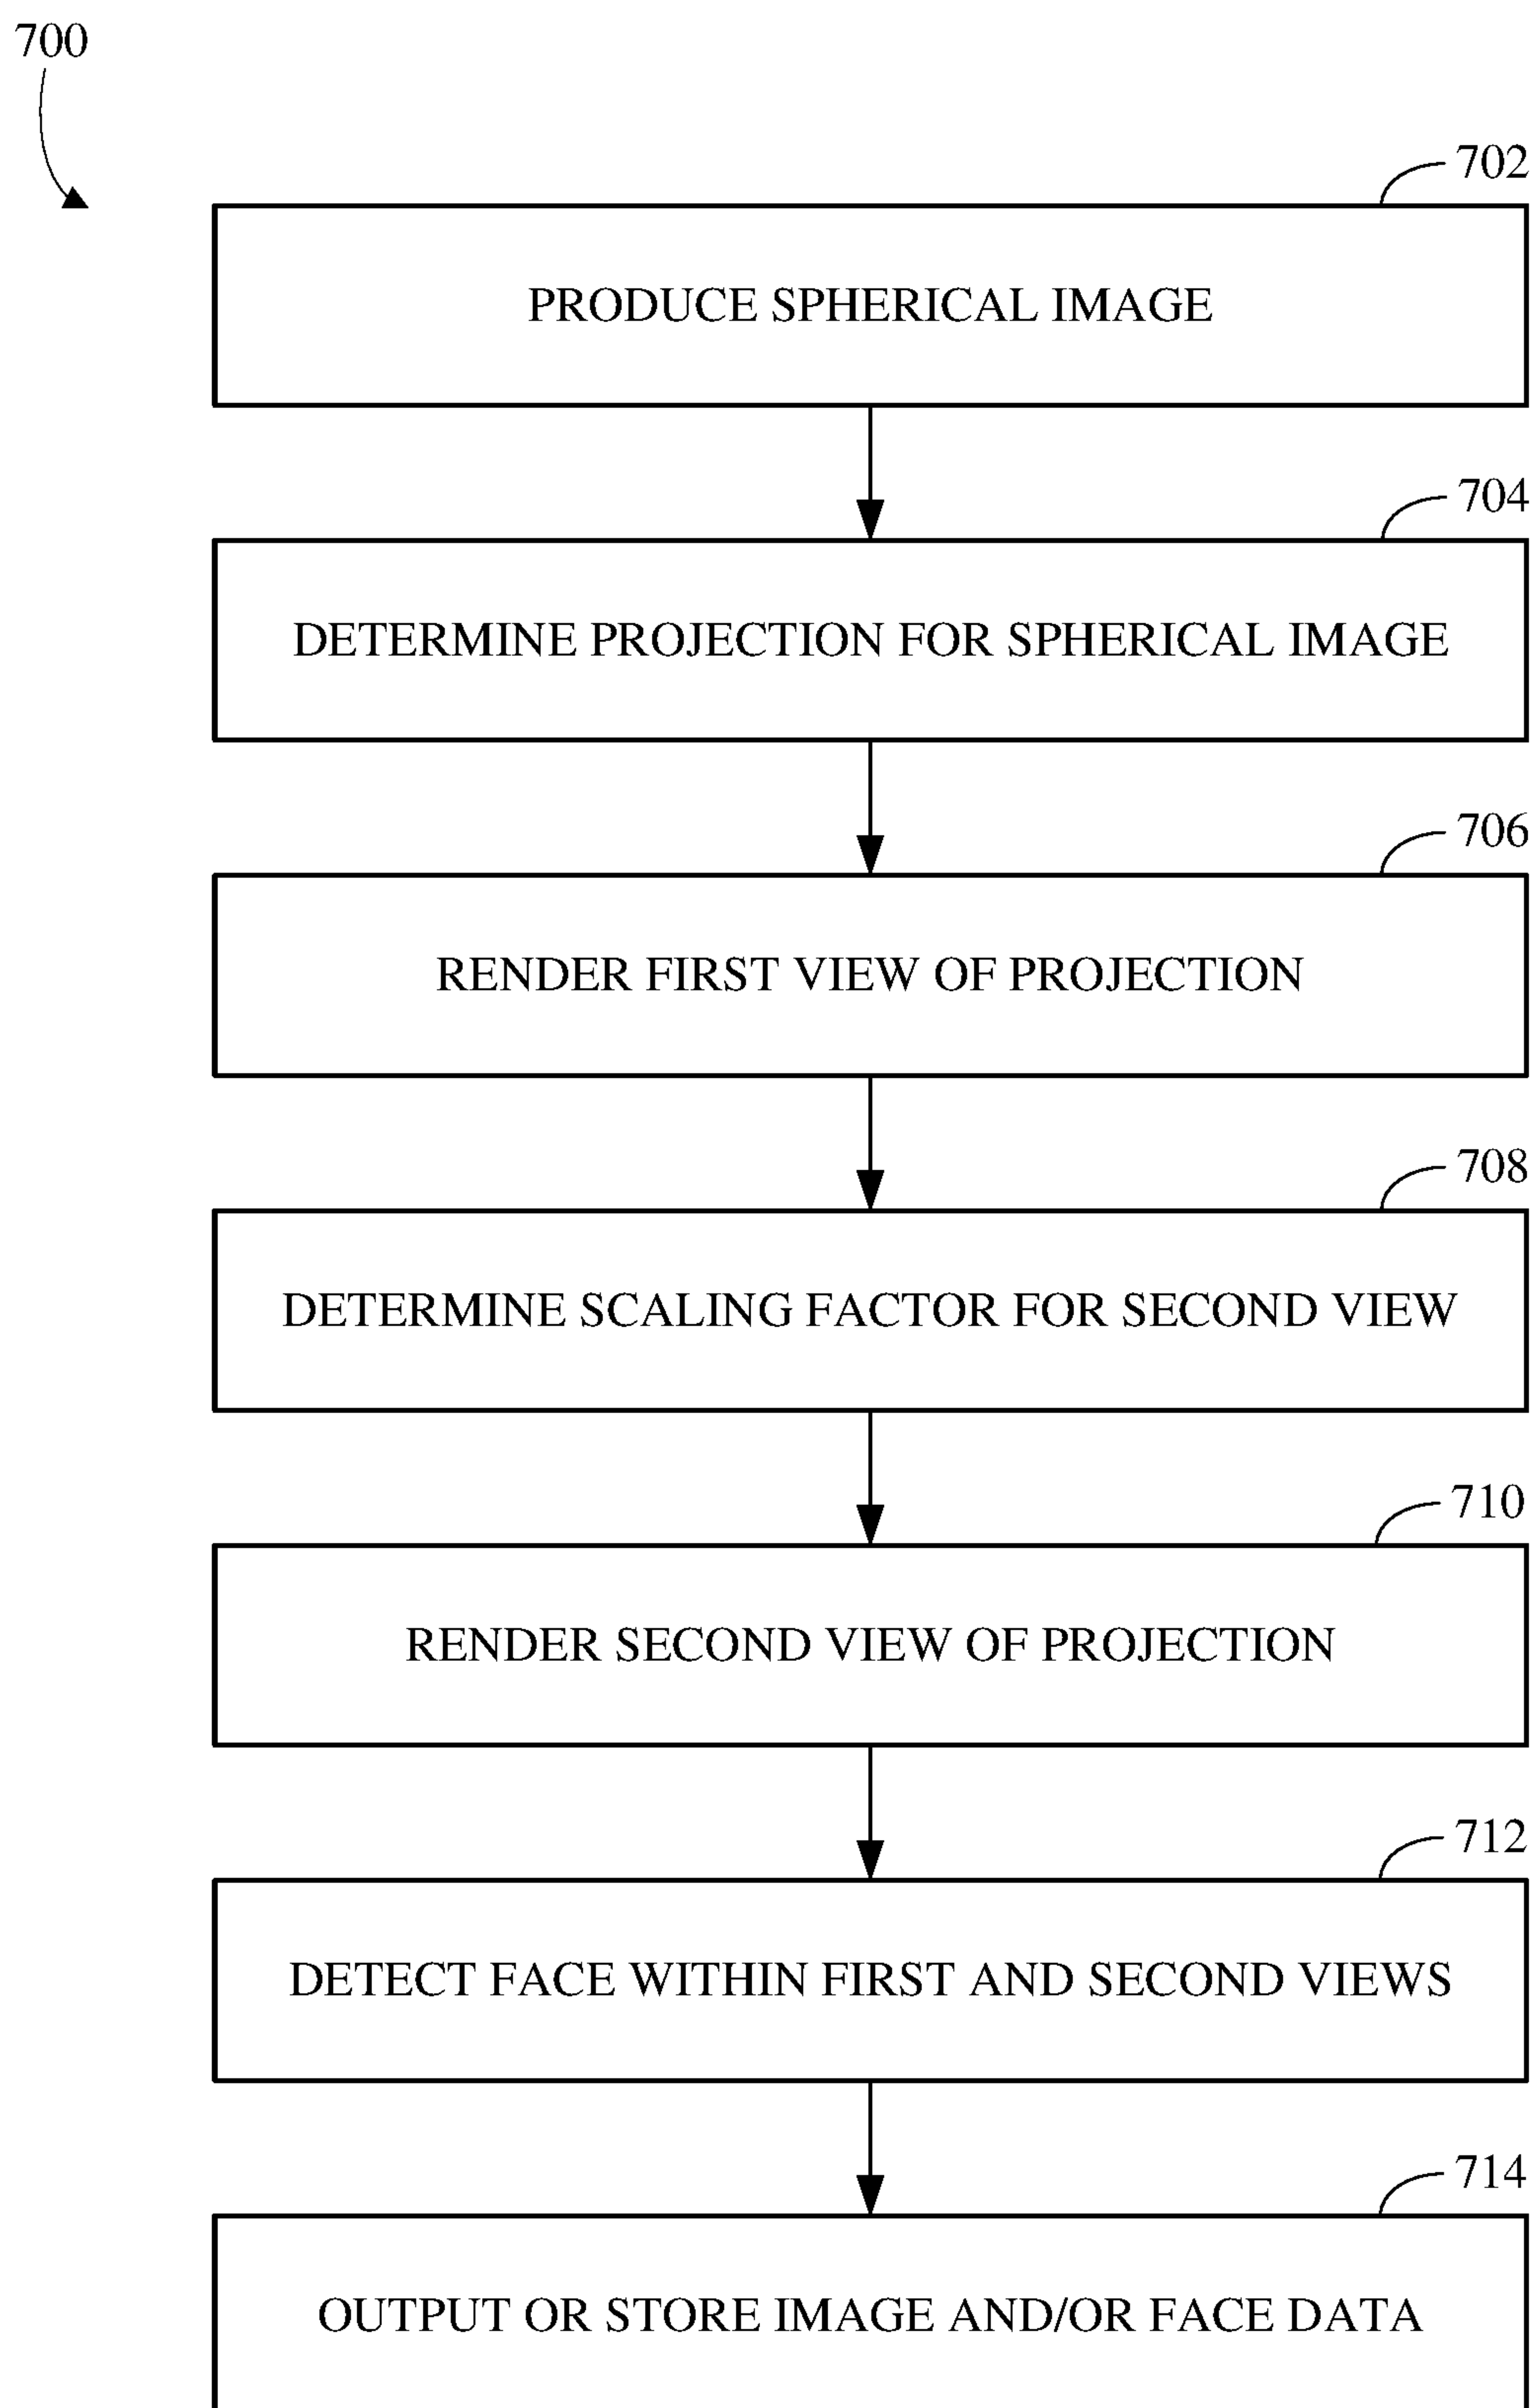 700
702
PRODUCE SPHERICAL IMAGE
704
DETERMINE PROJECTION FOR SPHERICAL IMAGE
706
RENDER FIRST VIEW OF PROJECTION
708
DETERMINE SCALING FACTOR FOR SECOND VIEW
710
RENDER SECOND VIEW OF PROJECTION
712
DETECT FACE WITHIN FIRST AND SECOND VIEWS
714
OUTPUT OR STORE IMAGE AND/OR FACE DATA